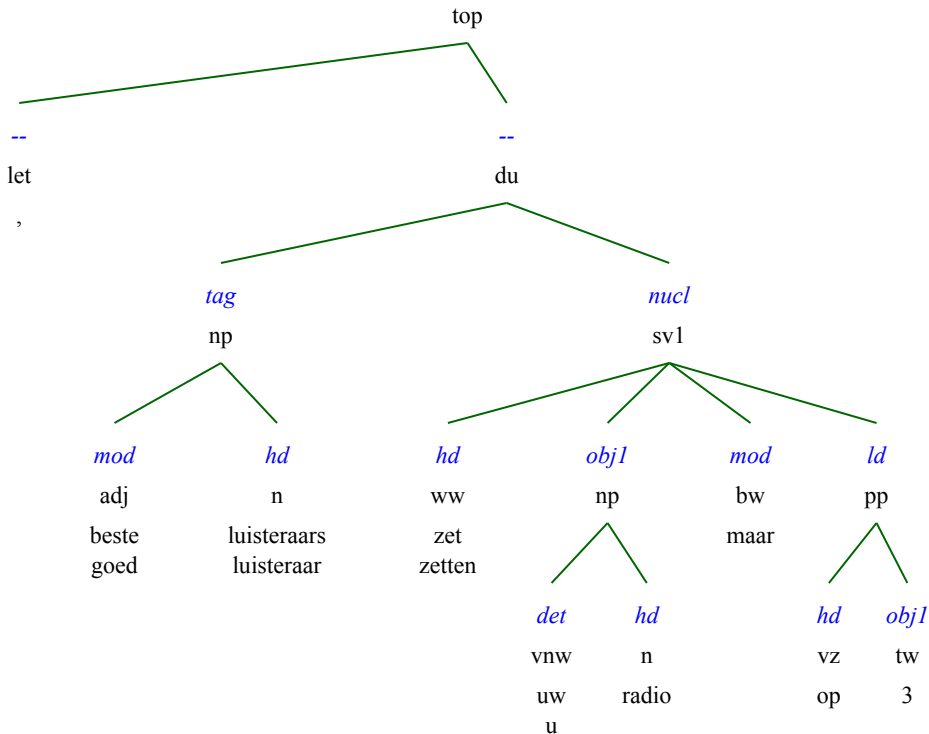 top
-- --
let du
,
tag nucl
np sv1
mod hd hd obj1 mod ld
adj n ww np bw pp
beste luisteraars zet maar
goed luisteraar zetten
det hd hd obj1
vnw n vz tw
uw radio op 3
u